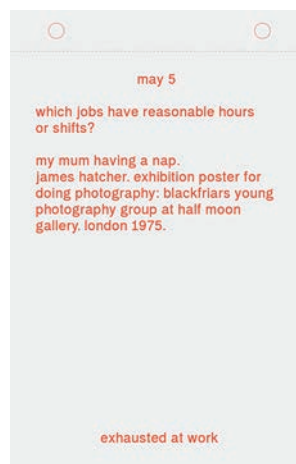 may 5
which jobs have reasonable hours
or shifts?
my mum having a nap.
james hatcher. exhibition poster for
doing photography: blackfriars young
photography group at half moon
gallery. london 1975.
exhausted at work